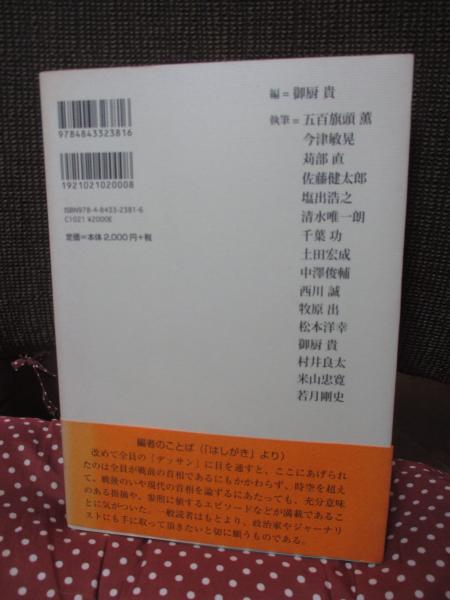 編＝御厨 貴
執筆＝五百旗頭 薫
今津敏晃
苅部 直
佐藤健太郎
塩出浩之
清水唯一朗
千葉 功
土田宏成
中澤俊輔
西川 誠
牧原 出
松本洋幸
御厨 貴
村井良太
米山忠寛
若月剛史
9784843323816
1921021020008
ISBN978-4-8433-2381-6
C1021 ¥2000E
定価＝本体2,000円+税
編者のことば（「はしがき」より）
改めて全員の「デッサン」に目を通すと、ここにあげられ
たのは全員が戦前の首相であるにもかかわらず、時空を超え
て、戦後のいや現代の首相を論ずるにあたっても、充分意味
のある指摘や、参照に値するエピソードなどが満載であるこ
とに気がついた。一般読者はもとより、政治家やジャーナリ
ストにも手に取って頂きたいと切に願うものである。